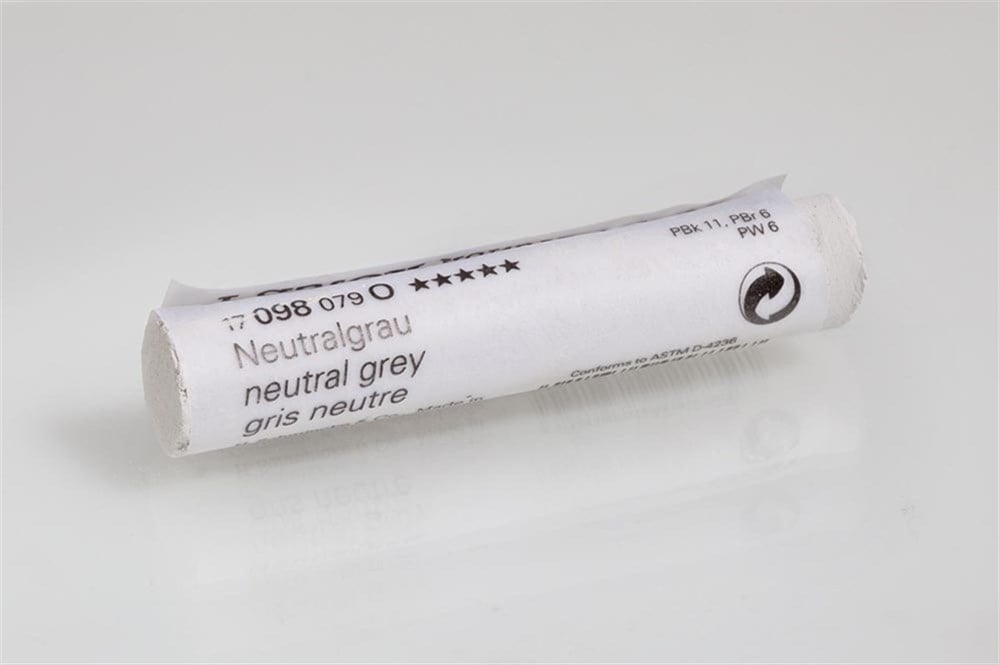 17 098 079 O ★★★★★
Neutralgrau
neutral grey
gris neutre
PBk 11, PBr 6
PW 6
Conforms to ASTM D-4236